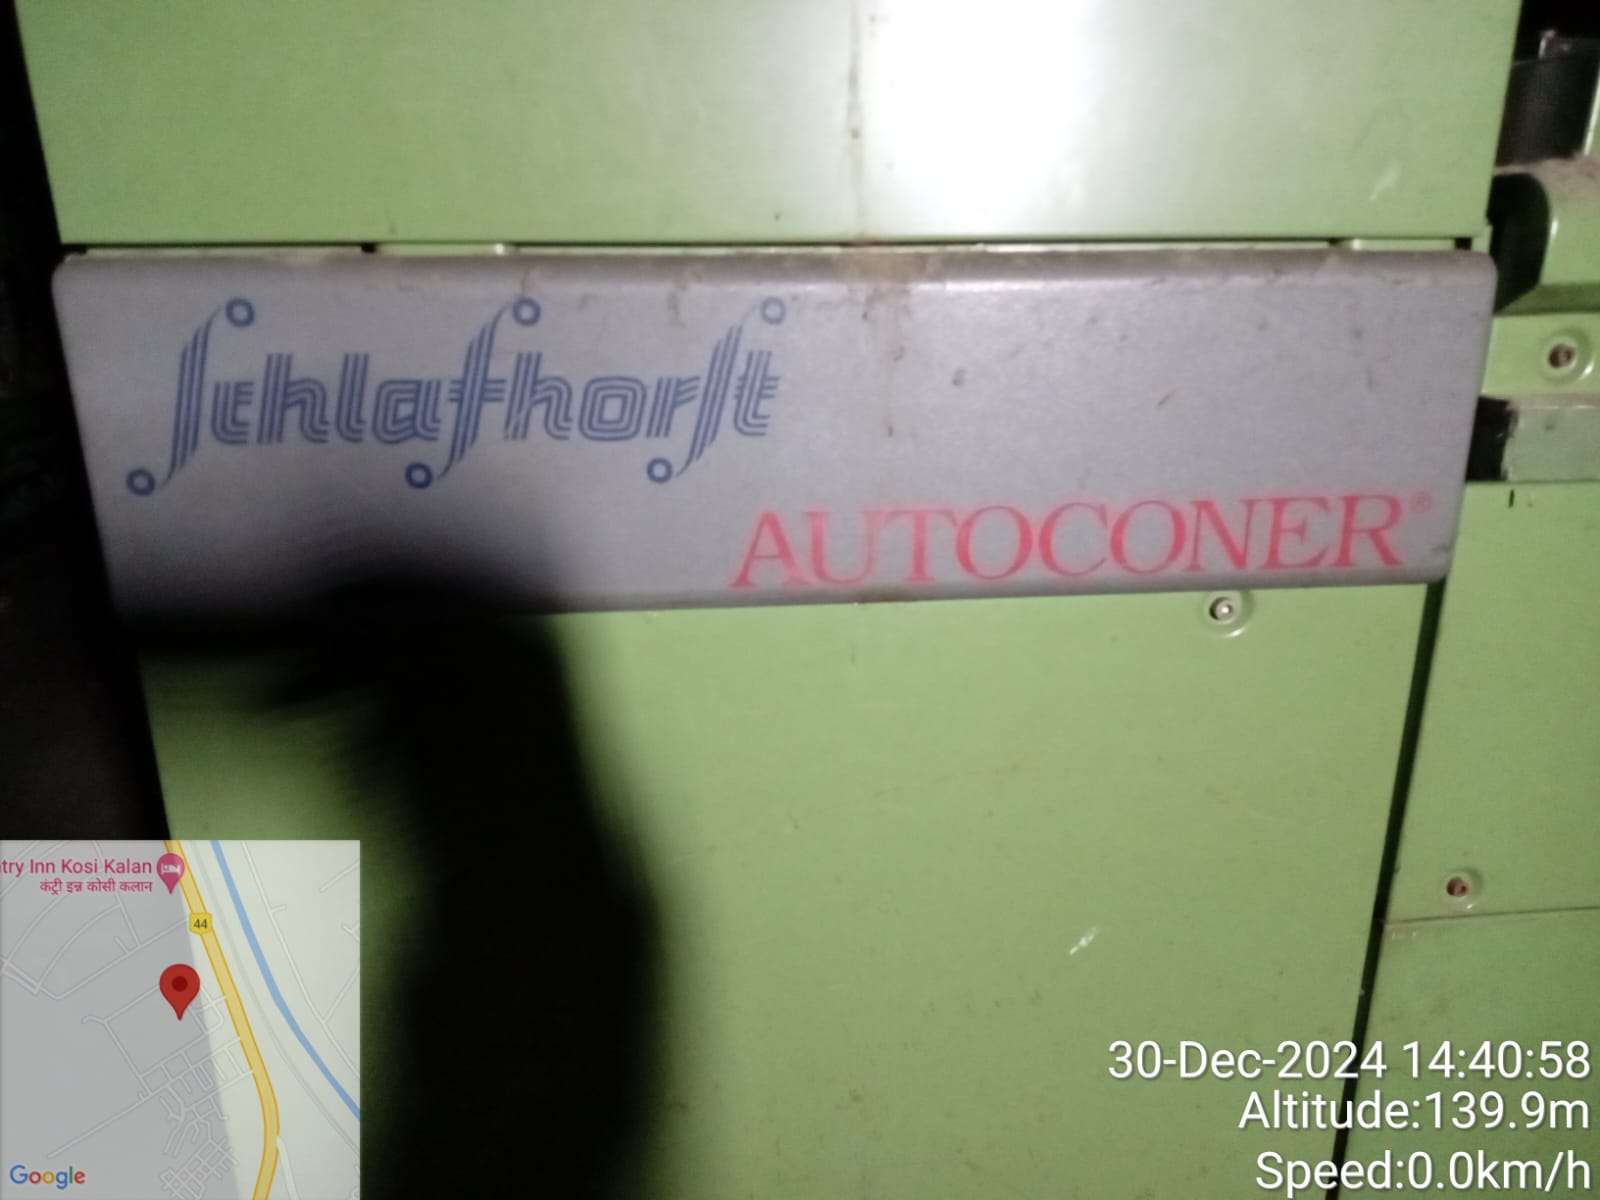 Schlafhorst
AUTOCONER®
try Inn Kosi Kalan
कंट्री इन्न कोसी कलान
44
Google
30-Dec-2024 14:40:58
Altitude:139.9m
Speed:0.0km/h